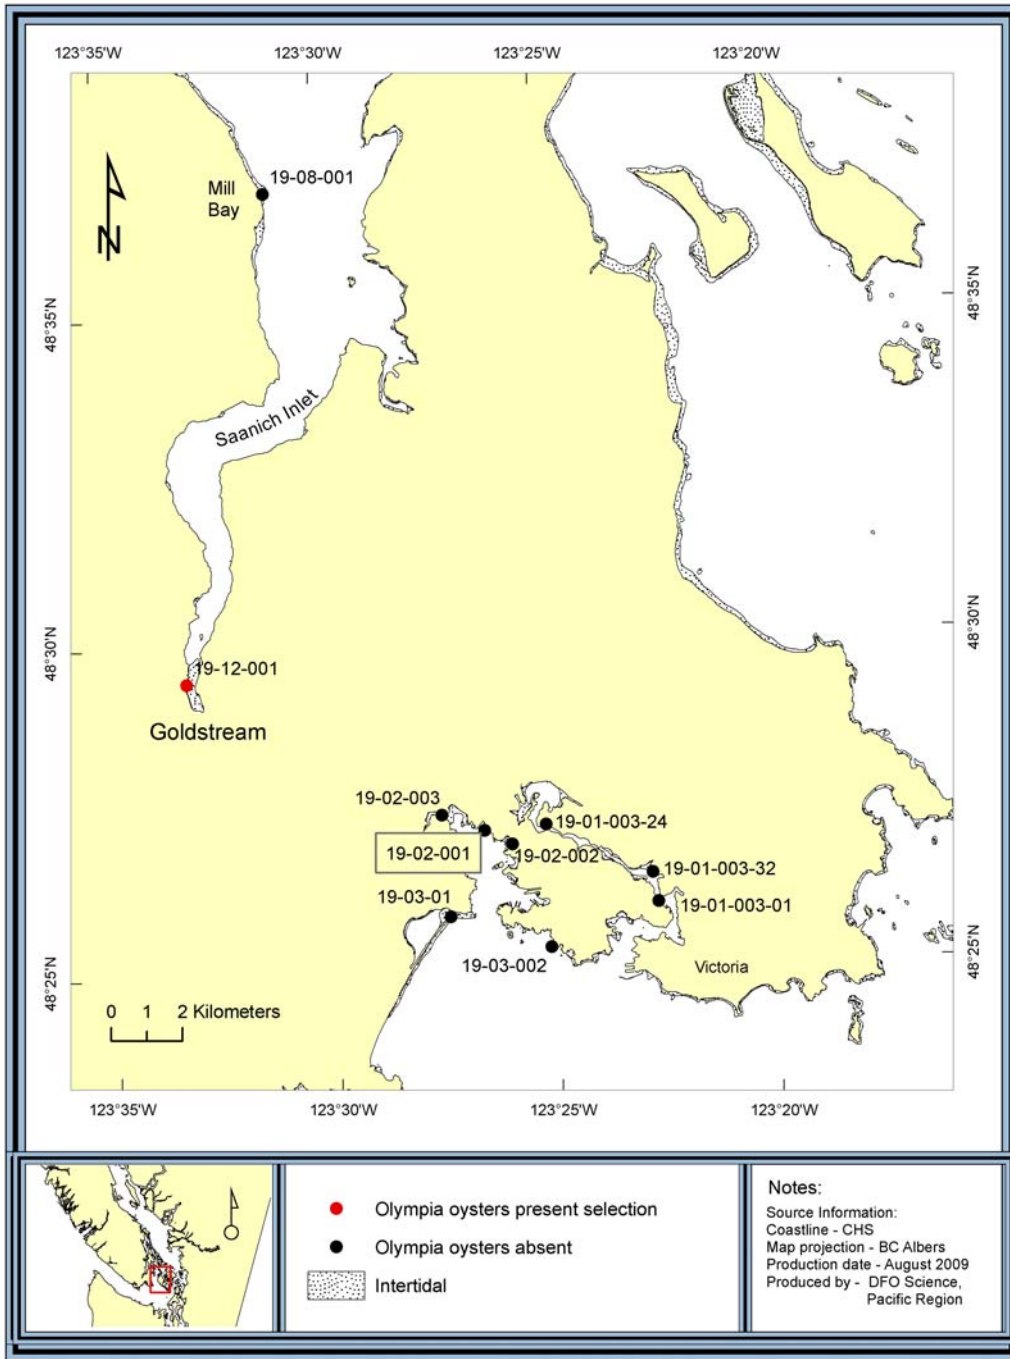 123°35'W
123°30'W
123°25'W
123°20'W
19-08-001
Mill
Bay
N
48°35'N
48°35'N
Saanich Inlet
48°30'N
48°30'N
19-12-001
Goldstream
19-02-003
19-01-003-24
19-02-001
19-02-002
19-01-003-32
19-03-01
19-01-003-01
19-03-002
Victoria
48°25'N
48°25'N
0 1 2 Kilometers
123°35'W
123°30'W
123°25'W
123°20'W
Olympia oysters present selection
Olympia oysters absent
Intertidal
Notes:
Source Information:
Coastline - CHS
Map projection - BC Albers
Production date - August 2009
Produced by - DFO Science,
Pacific Region